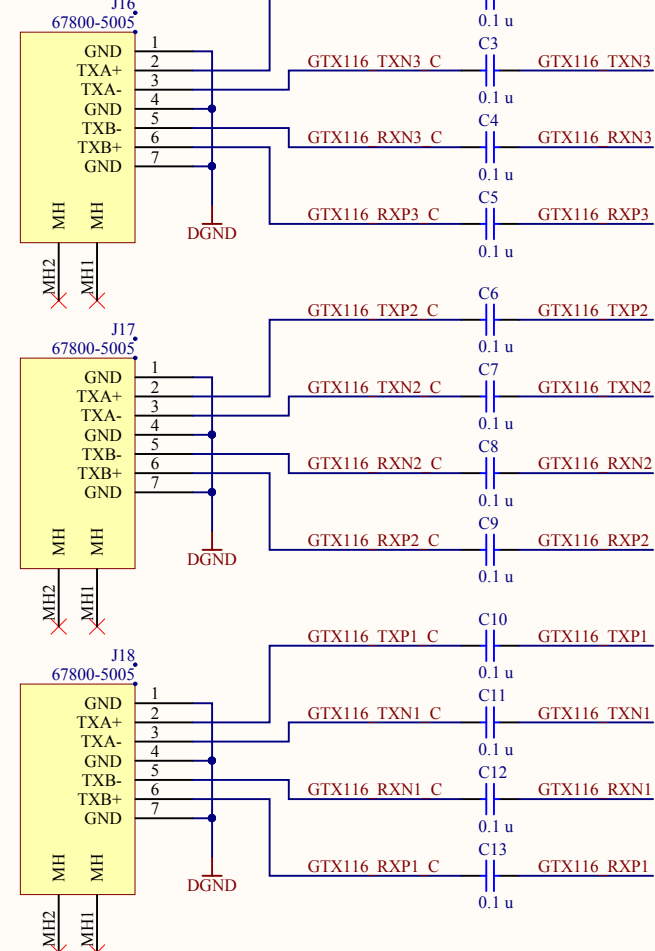 J16
67800-5005
0.1 u
GND 1
TXA+ 2
TXA- 3
GND 4
TXB- 5
TXB+ 6
GND 7
MH MH
MH2 MH1
DGND
C3
GTX116_TXN3_C GTX116_TXN3
0.1 u
C4
GTX116_RXN3_C GTX116_RXN3
0.1 u
C5
GTX116_RXP3_C GTX116_RXP3
0.1 u
J17
67800-5005
GND 1
TXA+ 2
TXA- 3
GND 4
TXB- 5
TXB+ 6
GND 7
MH MH
MH2 MH1
DGND
C6
GTX116_TXP2_C GTX116_TXP2
0.1 u
C7
GTX116_TXN2_C GTX116_TXN2
0.1 u
C8
GTX116_RXN2_C GTX116_RXN2
0.1 u
C9
GTX116_RXP2_C GTX116_RXP2
0.1 u
J18
67800-5005
GND 1
TXA+ 2
TXA- 3
GND 4
TXB- 5
TXB+ 6
GND 7
MH MH
MH2 MH1
DGND
C10
GTX116_TXP1_C GTX116_TXP1
0.1 u
C11
GTX116_TXN1_C GTX116_TXN1
0.1 u
C12
GTX116_RXN1_C GTX116_RXN1
0.1 u
C13
GTX116_RXP1_C GTX116_RXP1
0.1 u